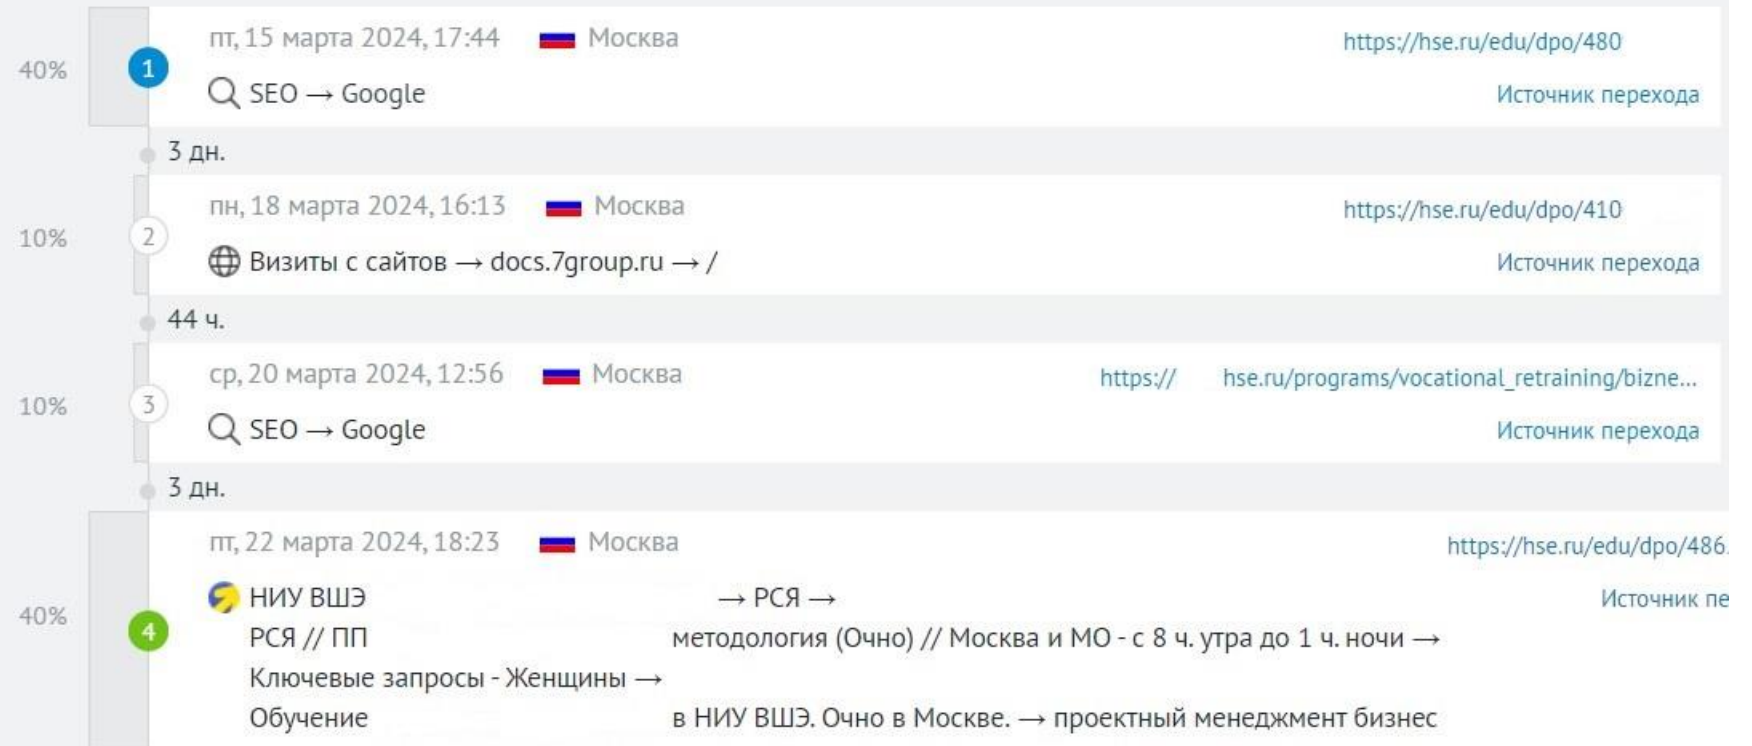 пт, 15 марта 2024, 17:44 Москва https://hse.ru/edu/dpo/480
40% 1
SEO → Google Источник перехода
3 дн.
пн, 18 марта 2024, 16:13 Москва https://hse.ru/edu/dpo/410
10% 2
Визиты с сайтов → docs.7group.ru → / Источник перехода
44 ч.
ср, 20 марта 2024, 12:56 Москва https:// hse.ru/programs/vocational_retraining/bizne...
10% 3
SEO → Google Источник перехода
3 дн.
пт, 22 марта 2024, 18:23 Москва https://hse.ru/edu/dpo/486.
НИУ ВШЭ → РСЯ → Источник пе
40% 4
РСЯ // ПП методология (Очно) // Москва и МО - с 8 ч. утра до 1 ч. ночи →
Ключевые запросы - Женщины →
Обучение в НИУ ВШЭ. Очно в Москве. → проектный менеджмент бизнес